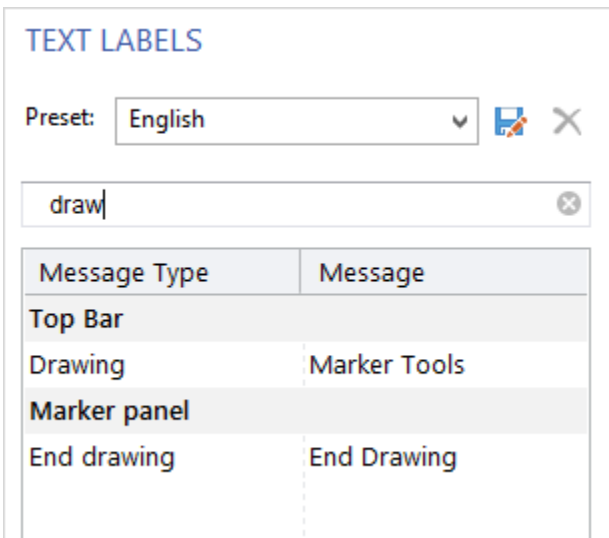 TEXT LABELS
Preset: English
draw
Message Type Message
Top Bar
Drawing Marker Tools
Marker panel
End drawing End Drawing